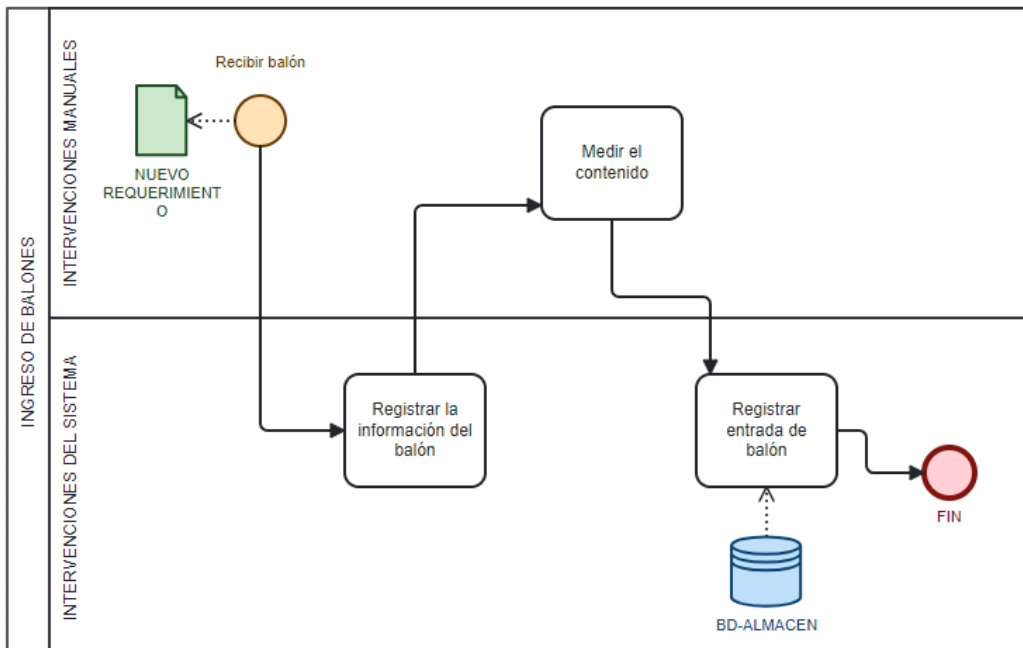 INGRESO DE BALONES
INTERVENCIONES MANUALES
Recibir balón
NUEVO
REQUERIMIENT
O
Medir el
contenido
INTERVENCIONES DEL SISTEMA
Registrar la
información del
balón
Registrar
entrada de
balón
FIN
BD-ALMACEN